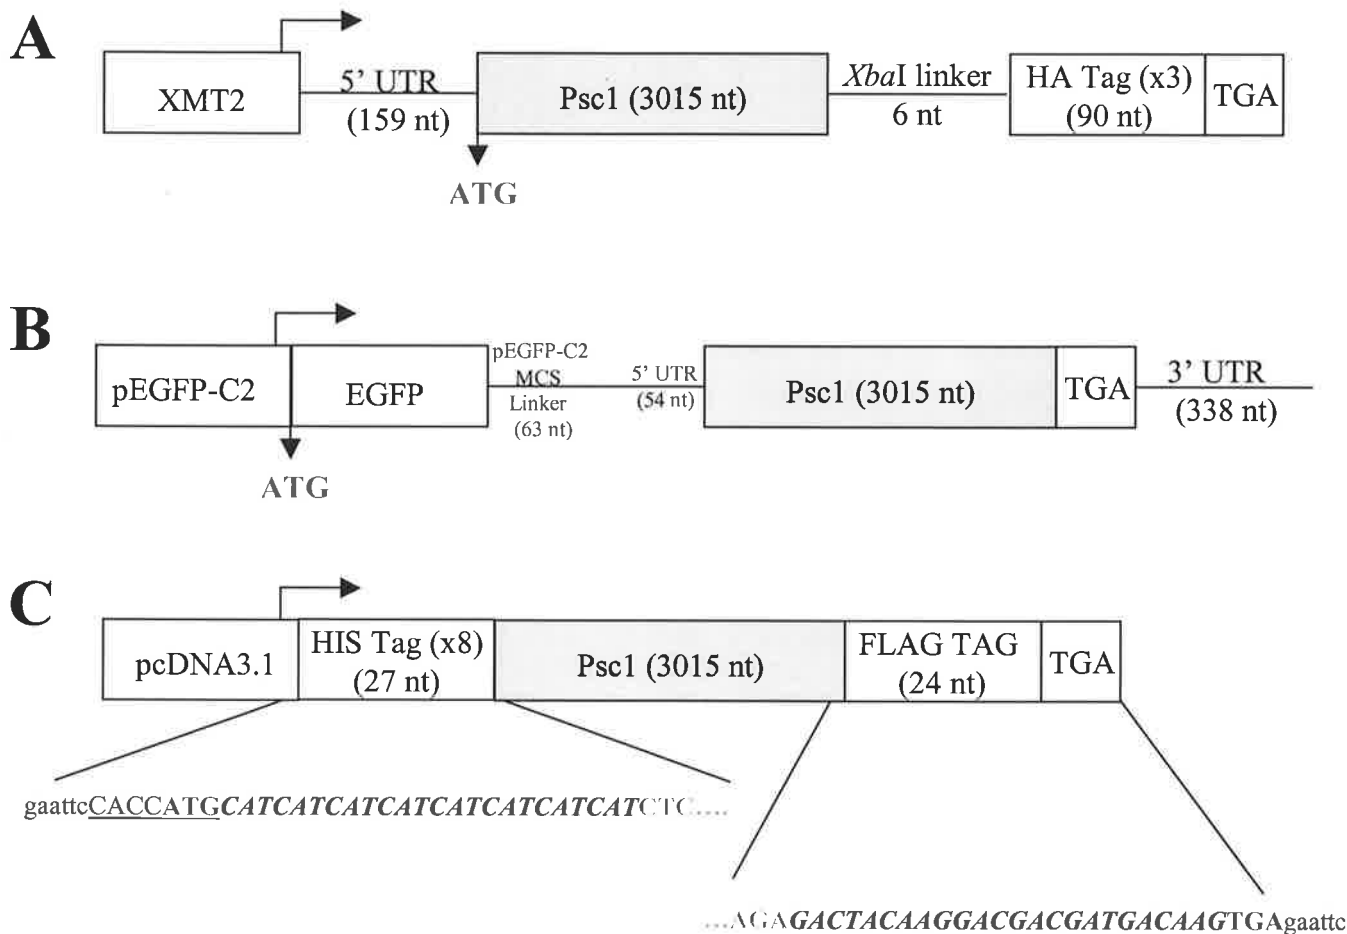 A
XMT2
5' UTR
(159 nt)
Psc1 (3015 nt)
XbaI linker
6 nt
HA Tag (x3)
(90 nt)
TGA
ATG
B
pEGFP-C2
EGFP
pEGFP-C2
MCS
Linker
(63 nt)
5' UTR
(54 nt)
Psc1 (3015 nt)
TGA
3' UTR
(338 nt)
ATG
C
pcDNA3.1
HIS Tag (x8)
(27 nt)
Psc1 (3015 nt)
FLAG TAG
(24 nt)
TGA
gaattcCACCATGCATCATCATCATCATCATCATCATCTC....
...AGAGACTACAAGGACGACGATGACAAGTGAgaattc